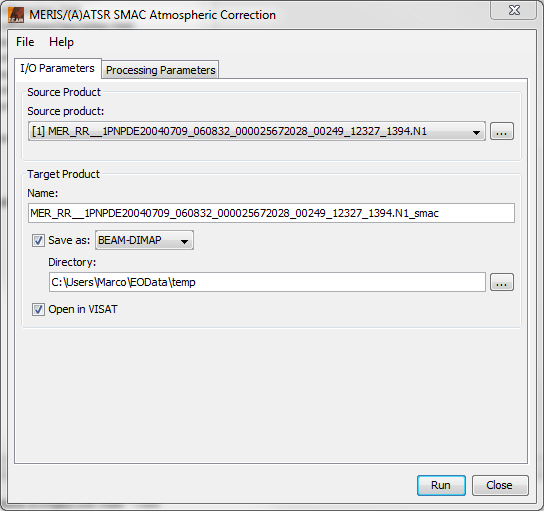 BEAM MERIS/(A)ATSR SMAC Atmospheric Correction
File Help
I/O Parameters Processing Parameters
Source Product
Source product:
[1] MER_RR__1PNPDE20040709_060832_000025672028_00249_12327_1394.N1 ...
Target Product
Name:
MER_RR__1PNPDE20040709_060832_000025672028_00249_12327_1394.N1_smac
Save as: BEAM-DIMAP
Directory:
C:\Users\Marco\EOData\temp ...
Open in VISAT
Run Close